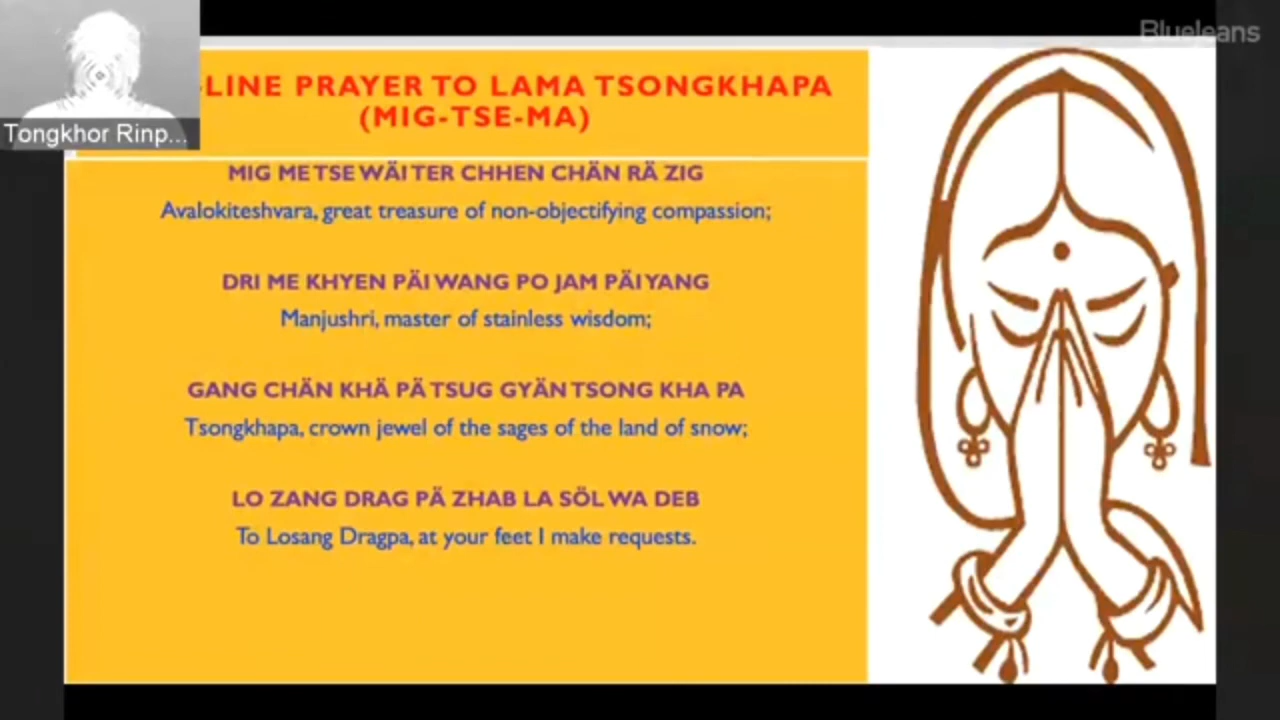 BlueJeans
Tongkhor Rinp...
-LINE PRAYER TO LAMA TSONGKHAPA
(MIG-TSE-MA)
MIG ME TSE WÄI TER CHHEN CHÄN RÄ ZIG
Avalokiteshvara, great treasure of non-objectifying compassion;
DRI ME KHYEN PÄI WANG PO JAM PÄI YANG
Manjushri, master of stainless wisdom;
GANG CHÄN KHÄ PÄ TSUG GYÄN TSONG KHA PA
Tsongkhapa, crown jewel of the sages of the land of snow;
LO ZANG DRAG PÄ ZHAB LA SÖL WA DEB
To Losang Dragpa, at your feet I make requests.